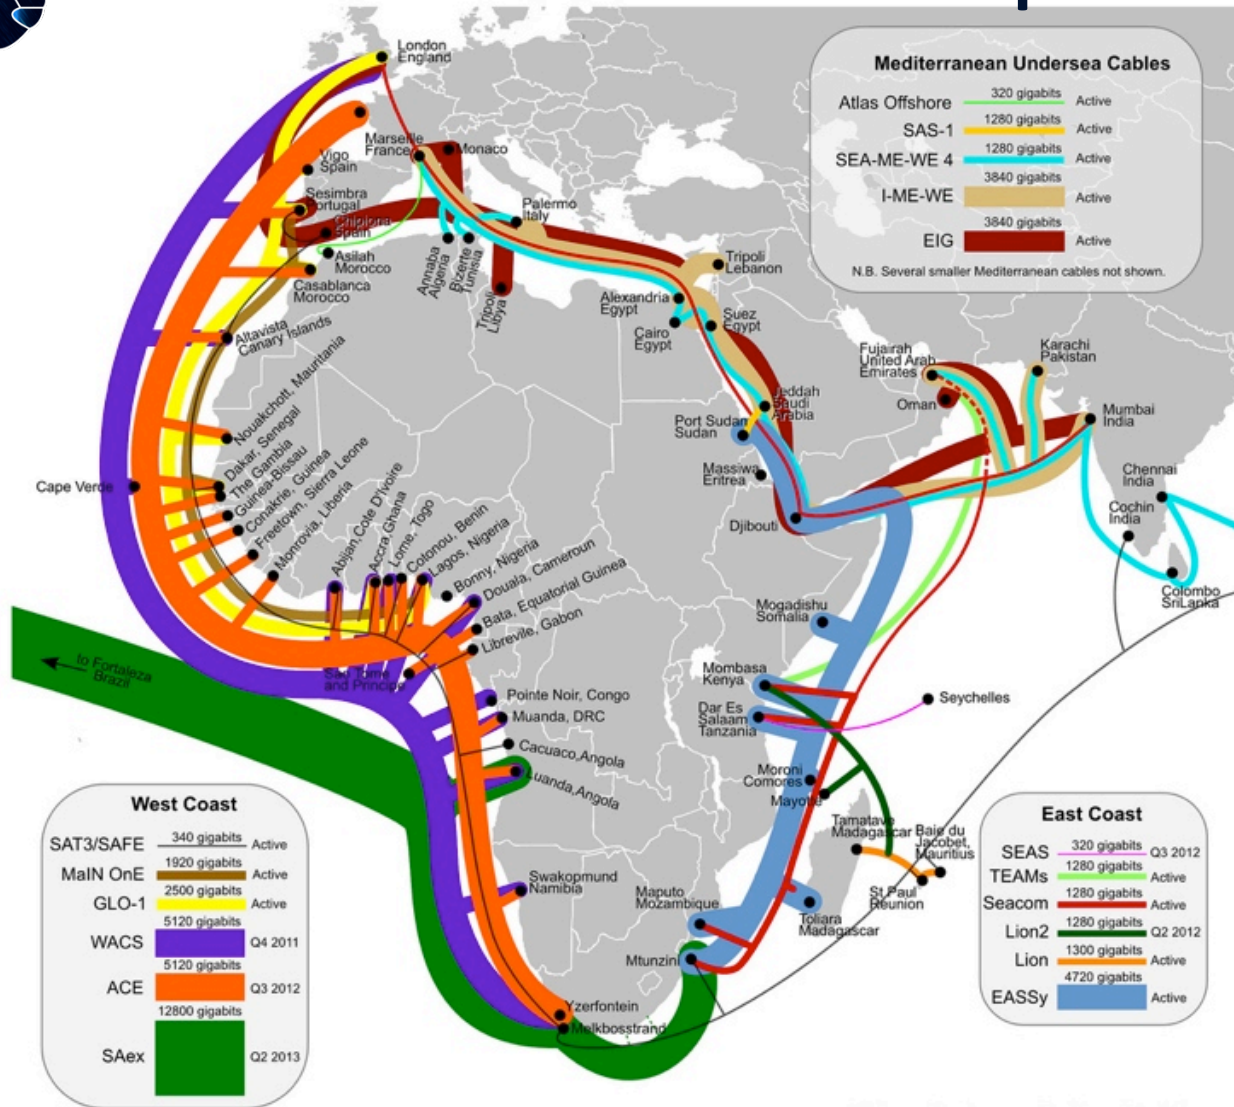 London
England
Vigo
Spain
Sesimbra
Portugal
Chipiona
Spain
Asilah
Morocco
Casablanca
Morocco
Altavista
Canary Islands
Marseille
France
Monaco
Palermo
Italy
Annaba
Algeria
Bizerte
Tunisia
Tripoli
Libya
Tripoli
Lebanon
Alexandria
Egypt
Cairo
Egypt
Suez
Egypt
Jeddah
Saudi
Arabia
Port Sudan
Sudan
Massiwa
Eritrea
Djibouti
Fujairah
United Arab
Emirates
Oman
Karachi
Pakistan
Mumbai
India
Chennai
India
Cochin
India
Colombo
SriLanka
Mediterranean Undersea Cables
Atlas Offshore 320 gigabits Active
SAS-1 1280 gigabits Active
SEA-ME-WE 4 1280 gigabits Active
I-ME-WE 3840 gigabits Active
EIG 3840 gigabits Active
N.B. Several smaller Mediterranean cables not shown.
Nouakchott, Mauritania
Dakar, Senegal
The Gambia
Guinea-Bissau
Conakrie, Guinea
Freetown, Sierra Leone
Monrovia, Liberia
Cape Verde
Abijan,Cote D'Ivoire
Accra,Ghana
Lome, Togo
Cotonou, Benin
Lagos, Nigeria
Bonny, Nigeria
Douala, Cameroun
Bata, Equatorial Guinea
Librevile, Gabon
Sao Tome
and Principe
to Fortaleza
Brazil
Pointe Noir, Congo
Muanda, DRC
Cacuaco,Angola
Luanda,Angola
Swakopmund
Namibia
Yzerfontein
Melkbosstrand
Mogadishu
Somalia
Mombasa
Kenya
Dar Es
Salaam
Tanzania
Seychelles
Moroni
Comores
Mayotte
Tamatave
Madagascar
Baie du
Jacobet,
Mauritius
St Paul
Reunion
Toliara
Madagascar
Maputo
Mozambique
Mtunzini
West Coast
SAT3/SAFE 340 gigabits Active
MaIN OnE 1920 gigabits Active
GLO-1 2500 gigabits Active
WACS 5120 gigabits Q4 2011
ACE 5120 gigabits Q3 2012
SAex 12800 gigabits Q2 2013
East Coast
SEAS 320 gigabits Q3 2012
TEAMs 1280 gigabits Active
Seacom 1280 gigabits Active
Lion2 1280 gigabits Q2 2012
Lion 1300 gigabits Active
EASSy 4720 gigabits Active